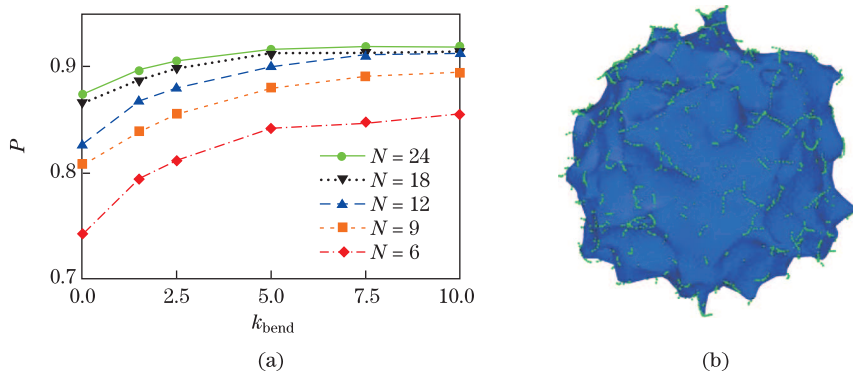 0.9
0.8
0.7
P
N = 24
N = 18
N = 12
N = 9
N = 6
0.0 2.5 5.0 7.5 10.0
kbend
(a) (b)